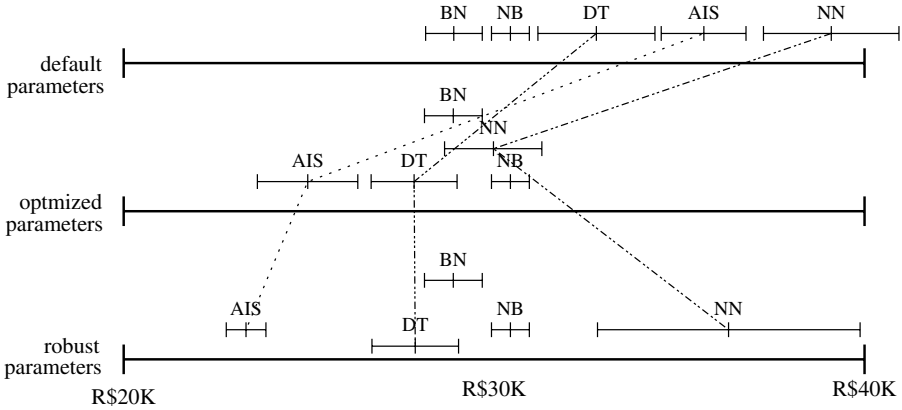 BN NB DT AIS NN
default
parameters
BN
NN
AIS DT NB
optmized
parameters
BN
AIS NB NN
DT
robust
parameters
R$20K R$30K R$40K